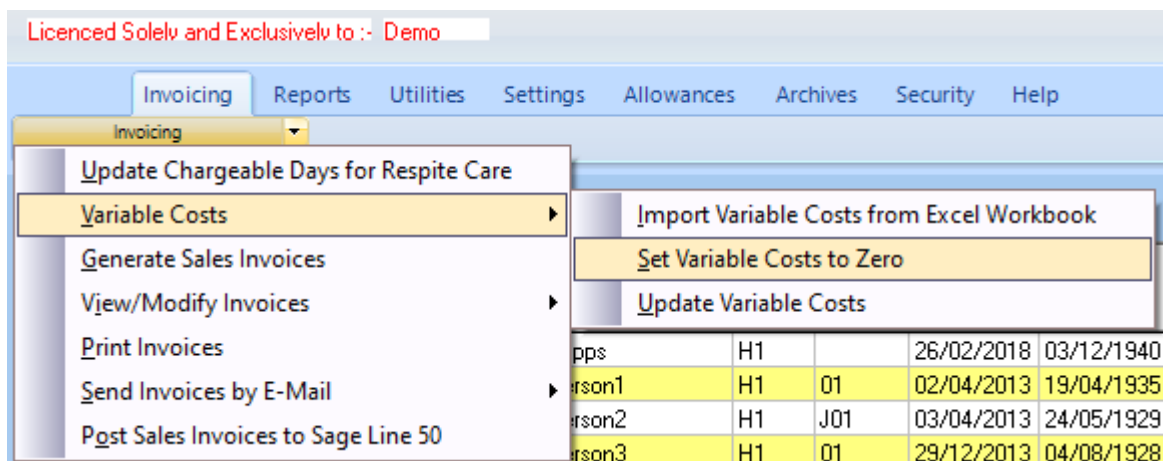 Licenced Solely and Exclusively to :- Demo
Invoicing Reports Utilities Settings Allowances Archives Security Help
Invoicing
Update Chargeable Days for Respite Care
Variable Costs
Generate Sales Invoices
View/Modify Invoices
Print Invoices
Send Invoices by E-Mail
Post Sales Invoices to Sage Line 50
Import Variable Costs from Excel Workbook
Set Variable Costs to Zero
Update Variable Costs
pps H1 26/02/2018 03/12/1940
erson1 H1 01 02/04/2013 19/04/1935
erson2 H1 J01 03/04/2013 24/05/1929
erson3 H1 01 29/12/2013 04/08/1928